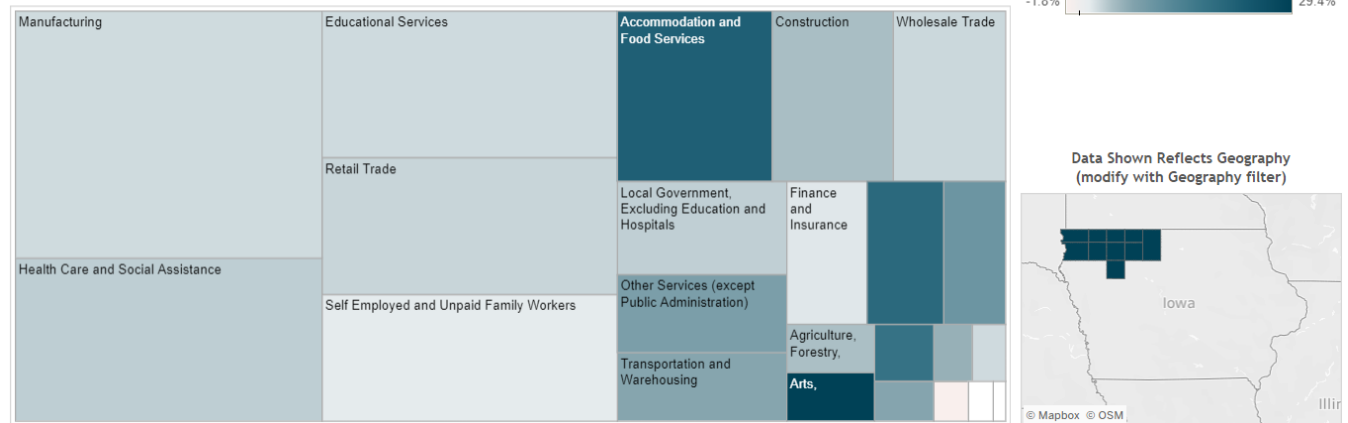 Manufacturing
Educational Services
Accommodation and
Food Services
Construction
Wholesale Trade
-1.8%
29.4%
Retail Trade
Local Government,
Excluding Education and
Hospitals
Finance
and
Insurance
Health Care and Social Assistance
Other Services (except
Public Administration)
Self Employed and Unpaid Family Workers
Agriculture,
Forestry,
Transportation and
Warehousing
Arts,
Data Shown Reflects Geography
(modify with Geography filter)
Iowa
Illir
© Mapbox © OSM